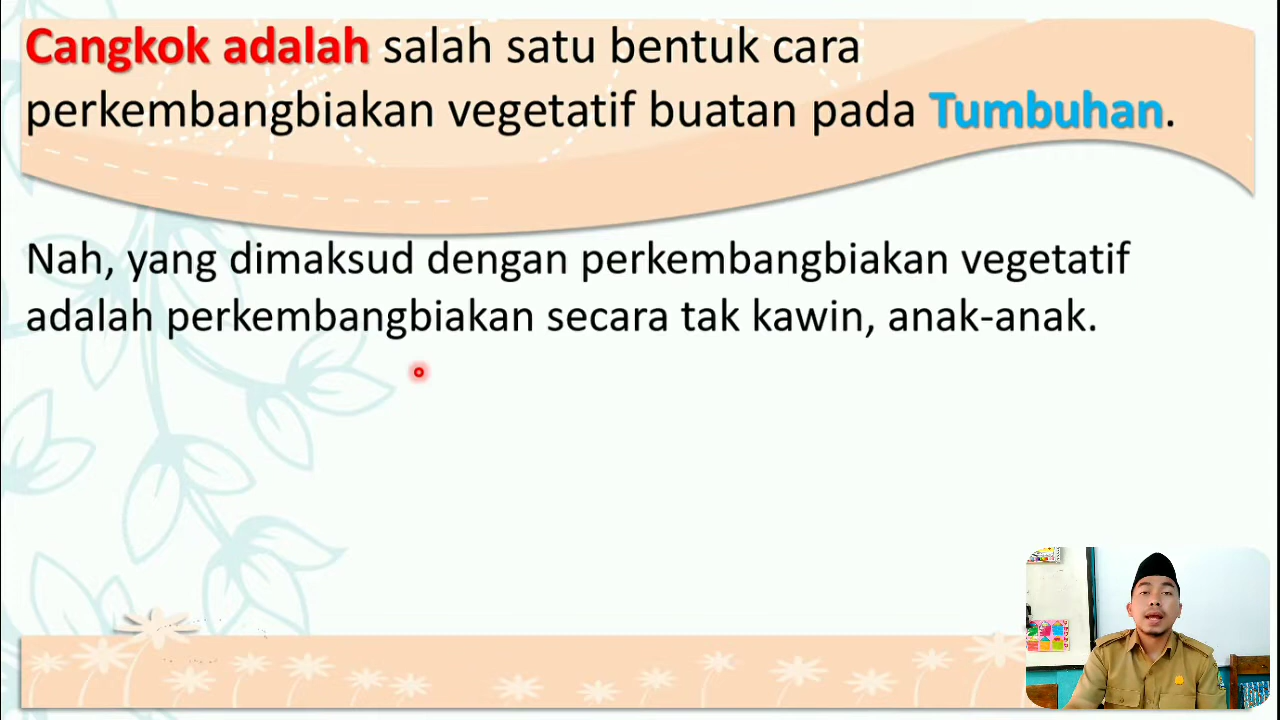 Cangkok adalah salah satu bentuk cara
perkembangbiakan vegetatif buatan pada Tumbuhan.
Nah, yang dimaksud dengan perkembangbiakan vegetatif
adalah perkembangbiakan secara tak kawin, anak-anak.